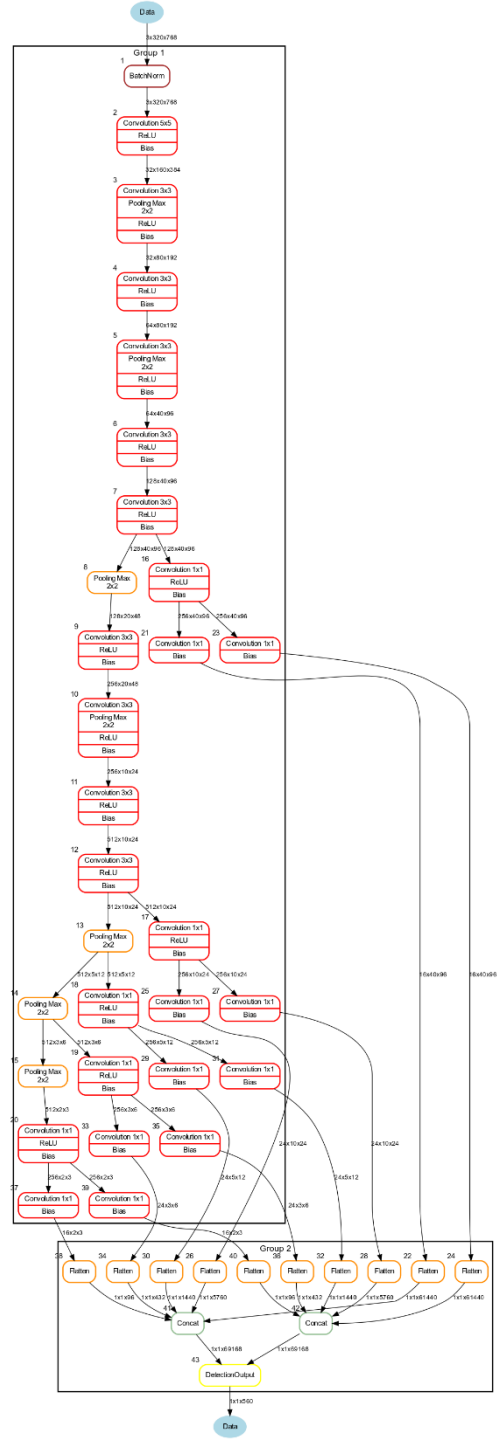 Data
3x320x768
Group 1
1
BatchNorm
3x320x768
2
Convolution 5x5
ReLU
Bias
32x160x384
3
Convolution 3x3
Pooling Max
2x2
ReLU
Bias
32x80x192
4
Convolution 3x3
ReLU
Bias
64x80x192
5
Convolution 3x3
Pooling Max
2x2
ReLU
Bias
64x40x96
6
Convolution 3x3
ReLU
Bias
128x40x96
7
Convolution 3x3
ReLU
Bias
128x40x96
128x40x96
8
Pooling Max
2x2
16
Convolution 1x1
ReLU
Bias
128x20x48
256x40x96
256x40x96
9
Convolution 3x3
ReLU
Bias
21
Convolution 1x1
Bias
23
Convolution 1x1
Bias
256x20x48
10
Convolution 3x3
Pooling Max
2x2
ReLU
Bias
256x10x24
11
Convolution 3x3
ReLU
Bias
512x10x24
12
Convolution 3x3
ReLU
Bias
512x10x24
512x10x24
13
Pooling Max
2x2
17
Convolution 1x1
ReLU
Bias
512x5x12
512x5x12
256x10x24
256x10x24
16x40x96
16x40x96
14
Pooling Max
2x2
18
Convolution 1x1
ReLU
Bias
25
Convolution 1x1
Bias
27
Convolution 1x1
Bias
512x3x6
512x3x6
256x5x12
256x5x12
15
Pooling Max
2x2
19
Convolution 1x1
ReLU
Bias
29
Convolution 1x1
Bias
31
Convolution 1x1
Bias
512x2x3
256x3x6
256x3x6
20
Convolution 1x1
ReLU
Bias
33
Convolution 1x1
Bias
35
Convolution 1x1
Bias
24x10x24
24x10x24
256x2x3
256x2x3
24x5x12
24x5x12
37
Convolution 1x1
Bias
39
Convolution 1x1
Bias
24x3x6
24x3x6
16x2x3
16x2x3
Group 2
38
Flatten
34
Flatten
30
Flatten
26
Flatten
40
Flatten
36
Flatten
32
Flatten
28
Flatten
22
Flatten
24
Flatten
1x1x96
1x1x432
1x1x1440
1x1x5760
1x1x96
1x1x432
1x1x1440
1x1x5760
1x1x61440
1x1x61440
41
Concat
42
Concat
1x1x69168
1x1x69168
43
DetectionOutput
1x1x560
Data